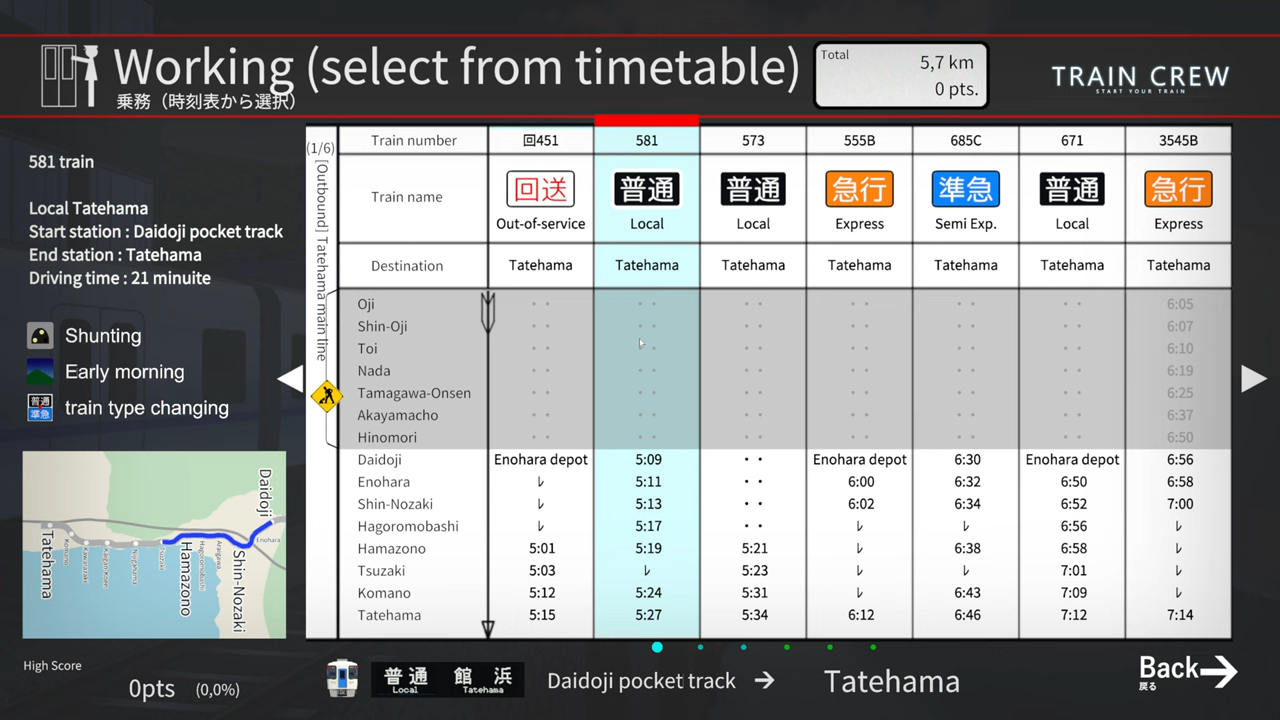 Working (select from timetable)
乗務（時刻表から選択）
Total
5,7 km
0 pts.
TRAIN CREW
START YOUR TRAIN
581 train
Local Tatehama
Start station : Daidoji pocket track
End station : Tatehama
Driving time : 21 minuite
Shunting
Early morning
普通 準急 train type changing
Tatehama
Komano
Tsuzaki
Hamazono
Hagoromobashi
Shin-Nozaki
Enohara
Daidoji
High Score
0pts (0,0%)
(1/6)
[Outbound] Tatehama main line
Train number 回451 581 573 555B 685C 671 3545B
Train name 回送 普通 普通 急行 準急 普通 急行
Out-of-service Local Local Express Semi Exp. Local Express
Destination Tatehama Tatehama Tatehama Tatehama Tatehama Tatehama Tatehama
Oji ･･ ･･ ･･ ･･ ･･ ･･ 6:05
Shin-Oji ･･ ･･ ･･ ･･ ･･ ･･ 6:07
Toi ･･ ･･ ･･ ･･ ･･ ･･ 6:10
Nada ･･ ･･ ･･ ･･ ･･ ･･ 6:19
Tamagawa-Onsen ･･ ･･ ･･ ･･ ･･ ･･ 6:25
Akayamacho ･･ ･･ ･･ ･･ ･･ ･･ 6:37
Hinomori ･･ ･･ ･･ ･･ ･･ ･･ 6:50
Daidoji Enohara depot 5:09 ･･ Enohara depot 6:30 Enohara depot 6:56
Enohara ㇾ 5:11 ･･ 6:00 6:32 6:50 6:58
Shin-Nozaki ㇾ 5:13 ･･ 6:02 6:34 6:52 7:00
Hagoromobashi ㇾ 5:17 ･･ ㇾ ㇾ 6:56 ㇾ
Hamazono 5:01 5:19 5:21 ㇾ 6:38 6:58 ㇾ
Tsuzaki 5:03 ㇾ 5:23 ㇾ ㇾ 7:01 ㇾ
Komano 5:12 5:24 5:31 ㇾ 6:43 7:09 ㇾ
Tatehama 5:15 5:27 5:34 6:12 6:46 7:12 7:14
普通 館浜
Local Tatehama
Daidoji pocket track → Tatehama
Back
戻る